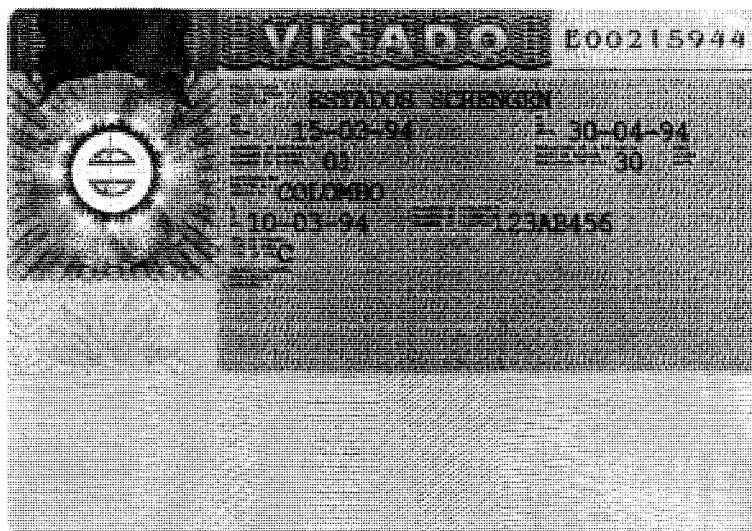 VISADO E00215944
ESTADOS SCHENGEN
15-03-94 30-04-94
01 30
COLOMBO
10-03-94 123AB456
C